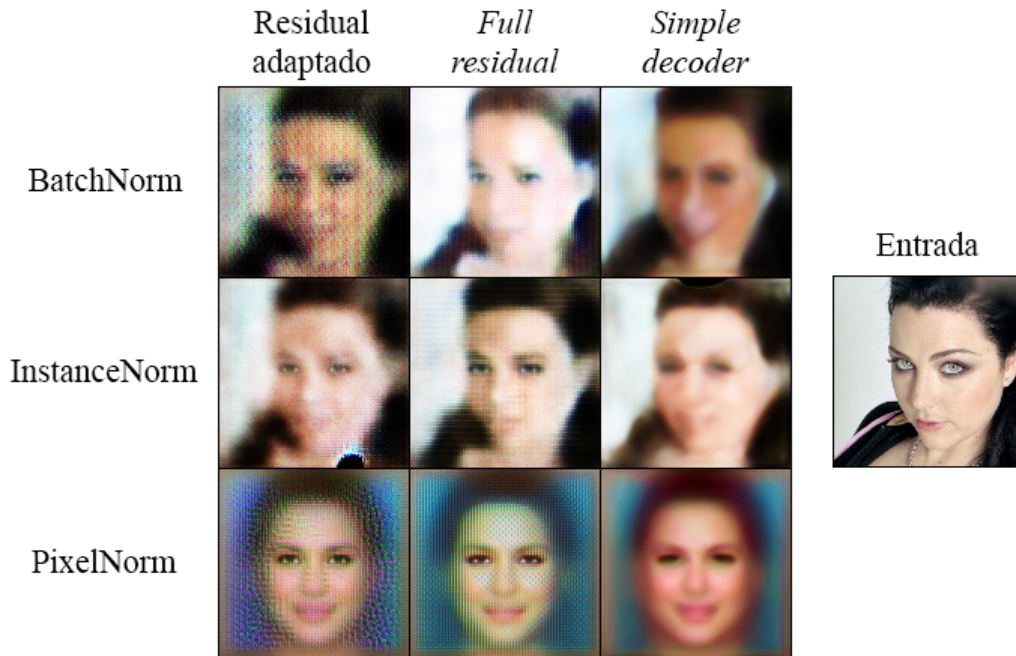 Residual
adaptado
Full
residual
Simple
decoder
BatchNorm
Entrada
InstanceNorm
PixelNorm